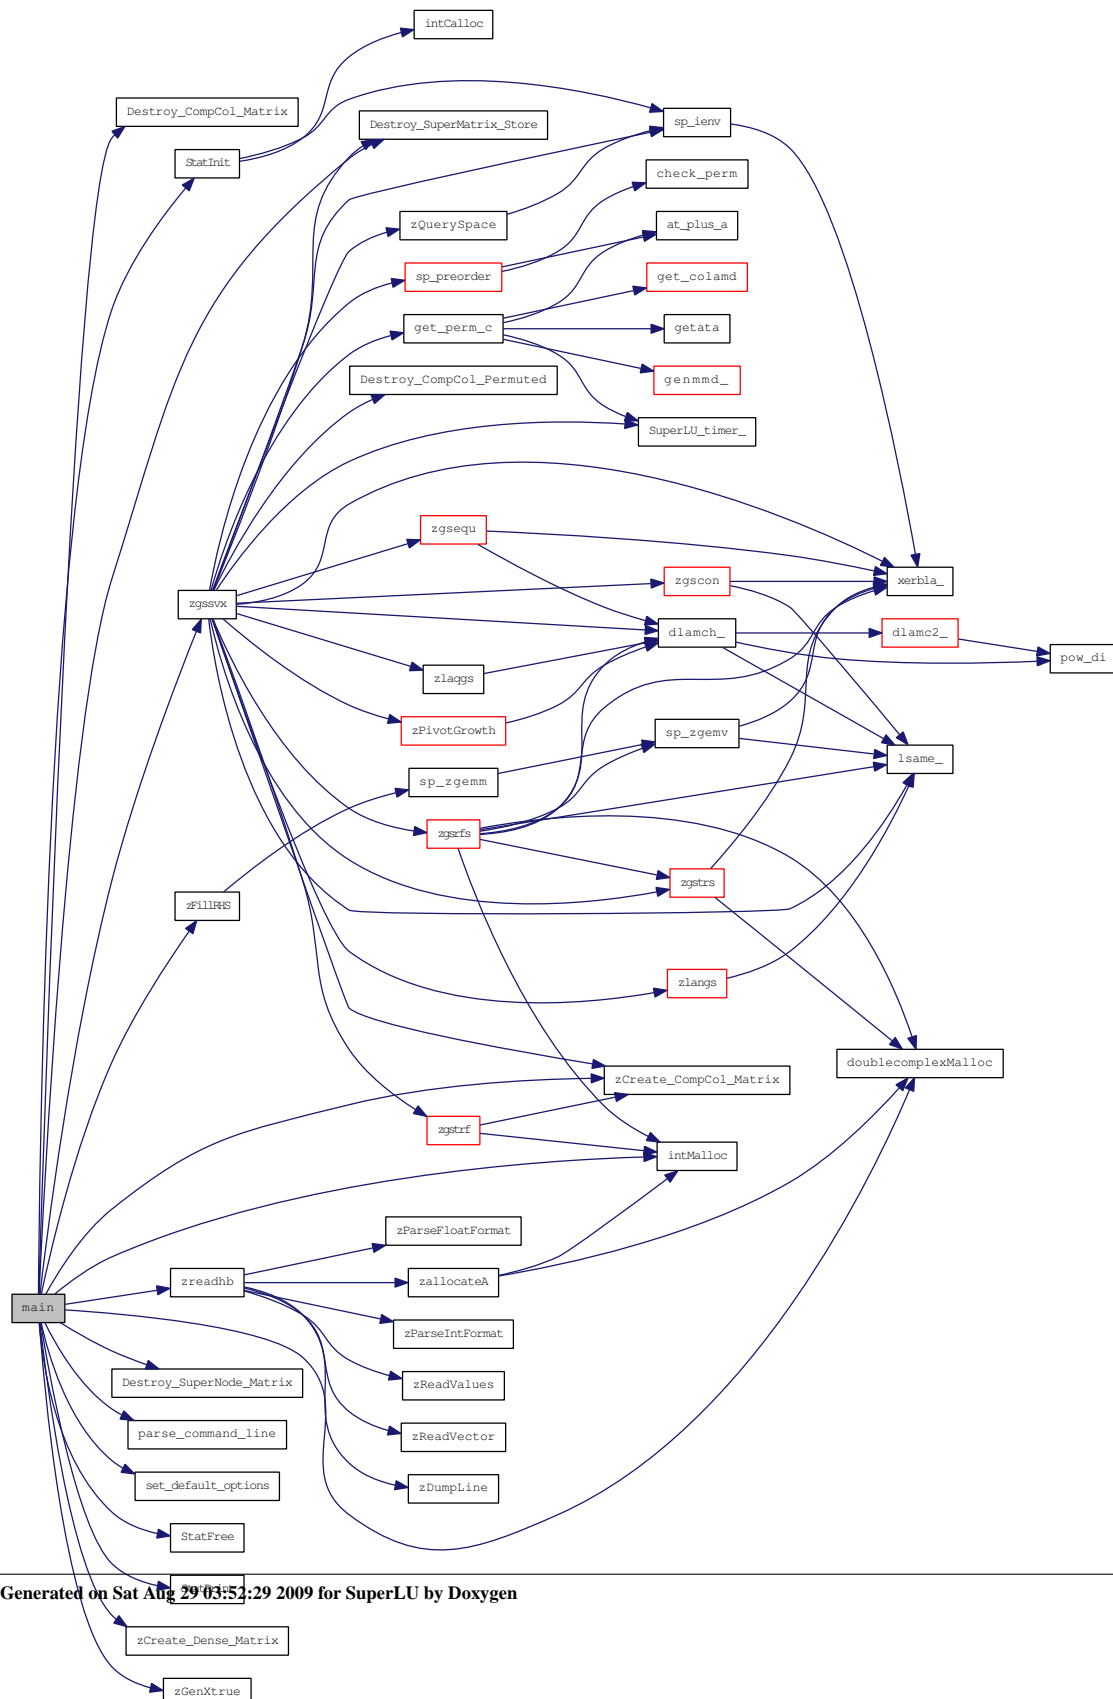 intCalloc
Destroy_CompCol_Matrix
sp_ienv
Destroy_SuperMatrix_Store
StatInit
check_perm
zQuerySpace
at_plus_a
sp_preorder
get_colamd
get_perm_c
getata
Destroy_CompCol_Permuted
genmmd_
SuperLU_timer_
zgsequ
zgscon
xerbla_
zgssvx
dlamch_
dlamc2_
pow_di
zlaqgs
zPivotGrowth
sp_zgemv
lsame_
sp_zgemm
zgsrfs
zgstrs
zFillRHS
zlangs
doublecomplexMalloc
zCreate_CompCol_Matrix
zgstrf
intMalloc
zParseFloatFormat
zreadhb
zallocateA
main
zParseIntFormat
Destroy_SuperNode_Matrix
zReadValues
parse_command_line
zReadVector
set_default_options
zDumpLine
StatFree
StatPrint
Generated on Sat Aug 29 03:52:29 2009 for SuperLU by Doxygen
zCreate_Dense_Matrix
zGenXtrue